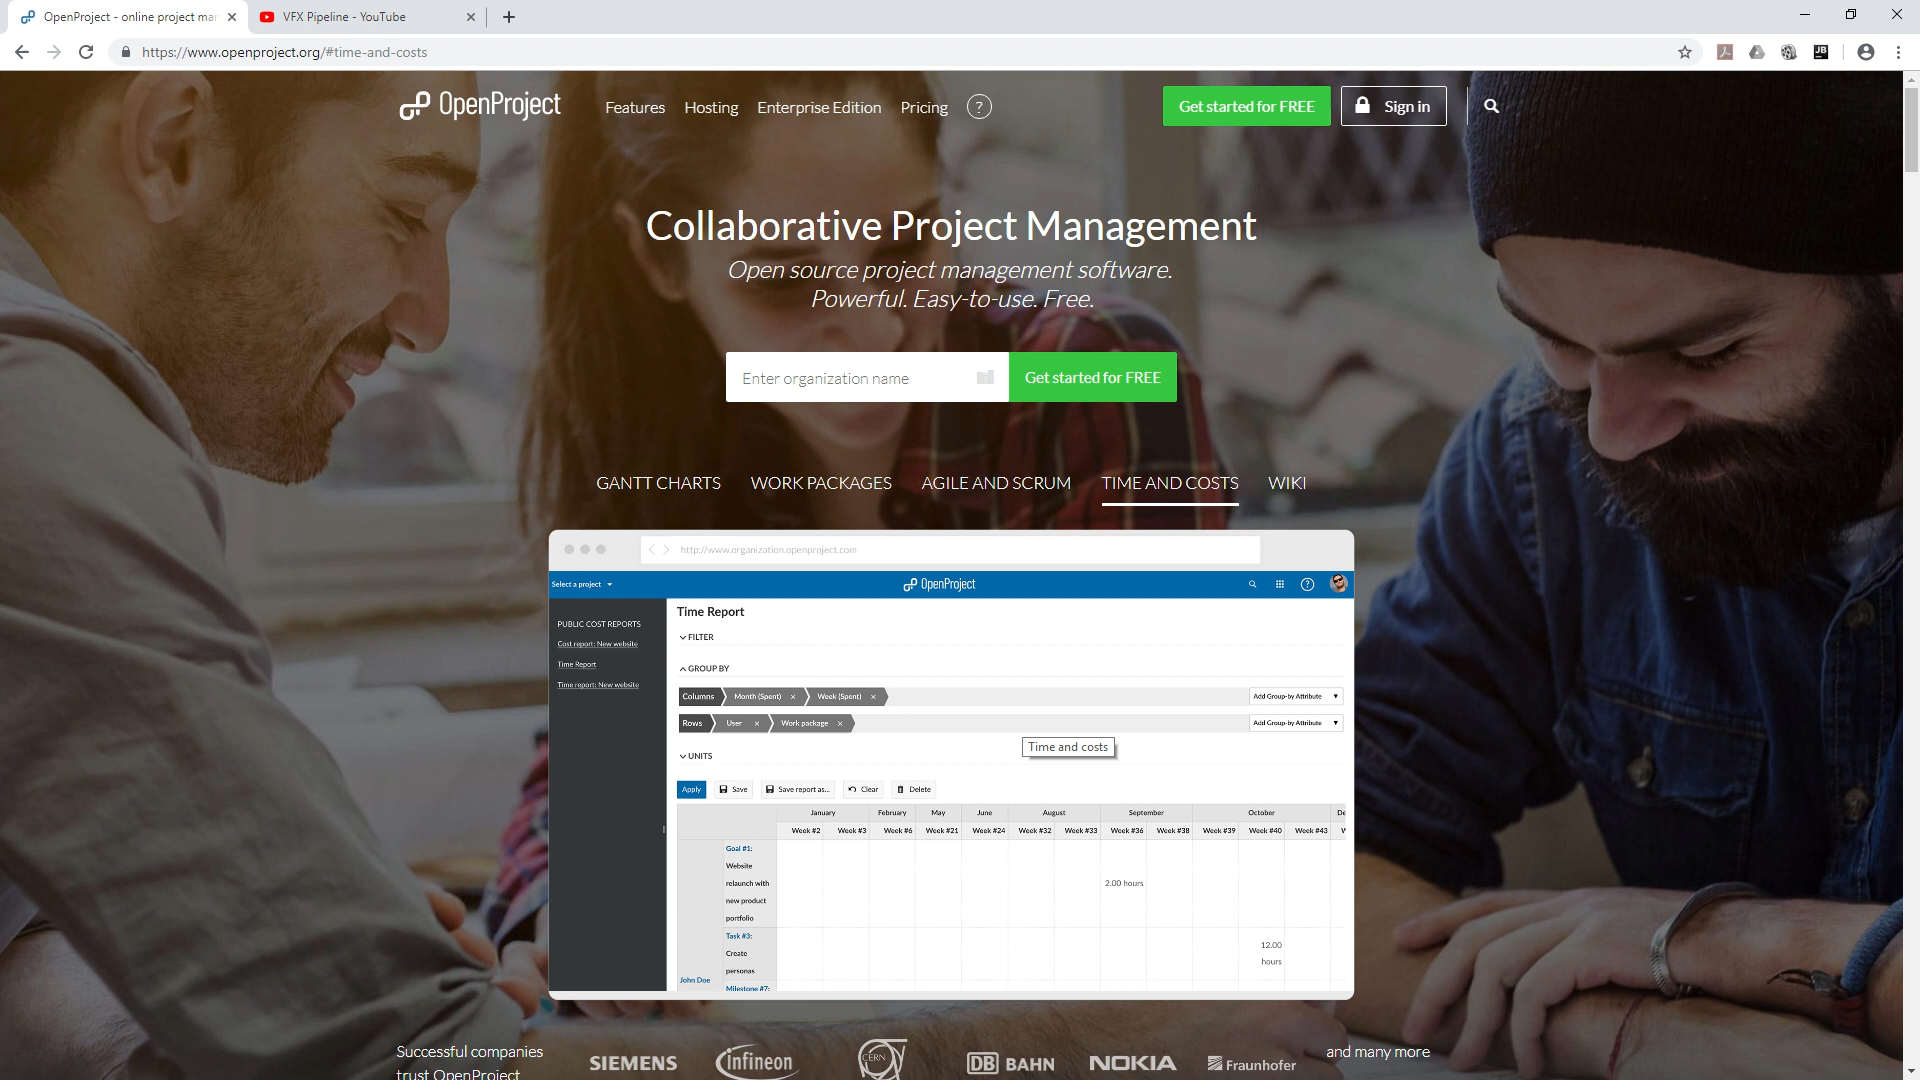 OpenProject - online project mar
VFX Pipeline - YouTube
https://www.openproject.org/#time-and-costs
OpenProject
Features
Hosting
Enterprise Edition
Pricing
?
Get started for FREE
Sign in
Collaborative Project Management
Open source project management software.
Powerful. Easy-to-use. Free.
Enter organization name
Get started for FREE
GANTT CHARTS
WORK PACKAGES
AGILE AND SCRUM
TIME AND COSTS
WIKI
http://www.organization.openproject.com
Select a project
OpenProject
?
PUBLIC COST REPORTS
Cost report: New website
Time Report
Time report: New website
Time Report
FILTER
GROUP BY
Columns Month (Spent) × Week (Spent) × Add Group-by Attribute
Rows User × Work package × Add Group-by Attribute
Time and costs
UNITS
Apply Save Save report as... Clear Delete
January February May June August September October De
Week #2 Week #3 Week #6 Week #21 Week #24 Week #32 Week #33 Week #36 Week #38 Week #39 Week #40 Week #43 W
Goal #1:
Website
relaunch with
new product
portfolio
2.00 hours
Task #3:
Create
personas
12.00
hours
John Doe
Milestone #7:
Successful companies
trust OpenProject
SIEMENS
infineon
CERN
DB BAHN
NOKIA
Fraunhofer
and many more
JB